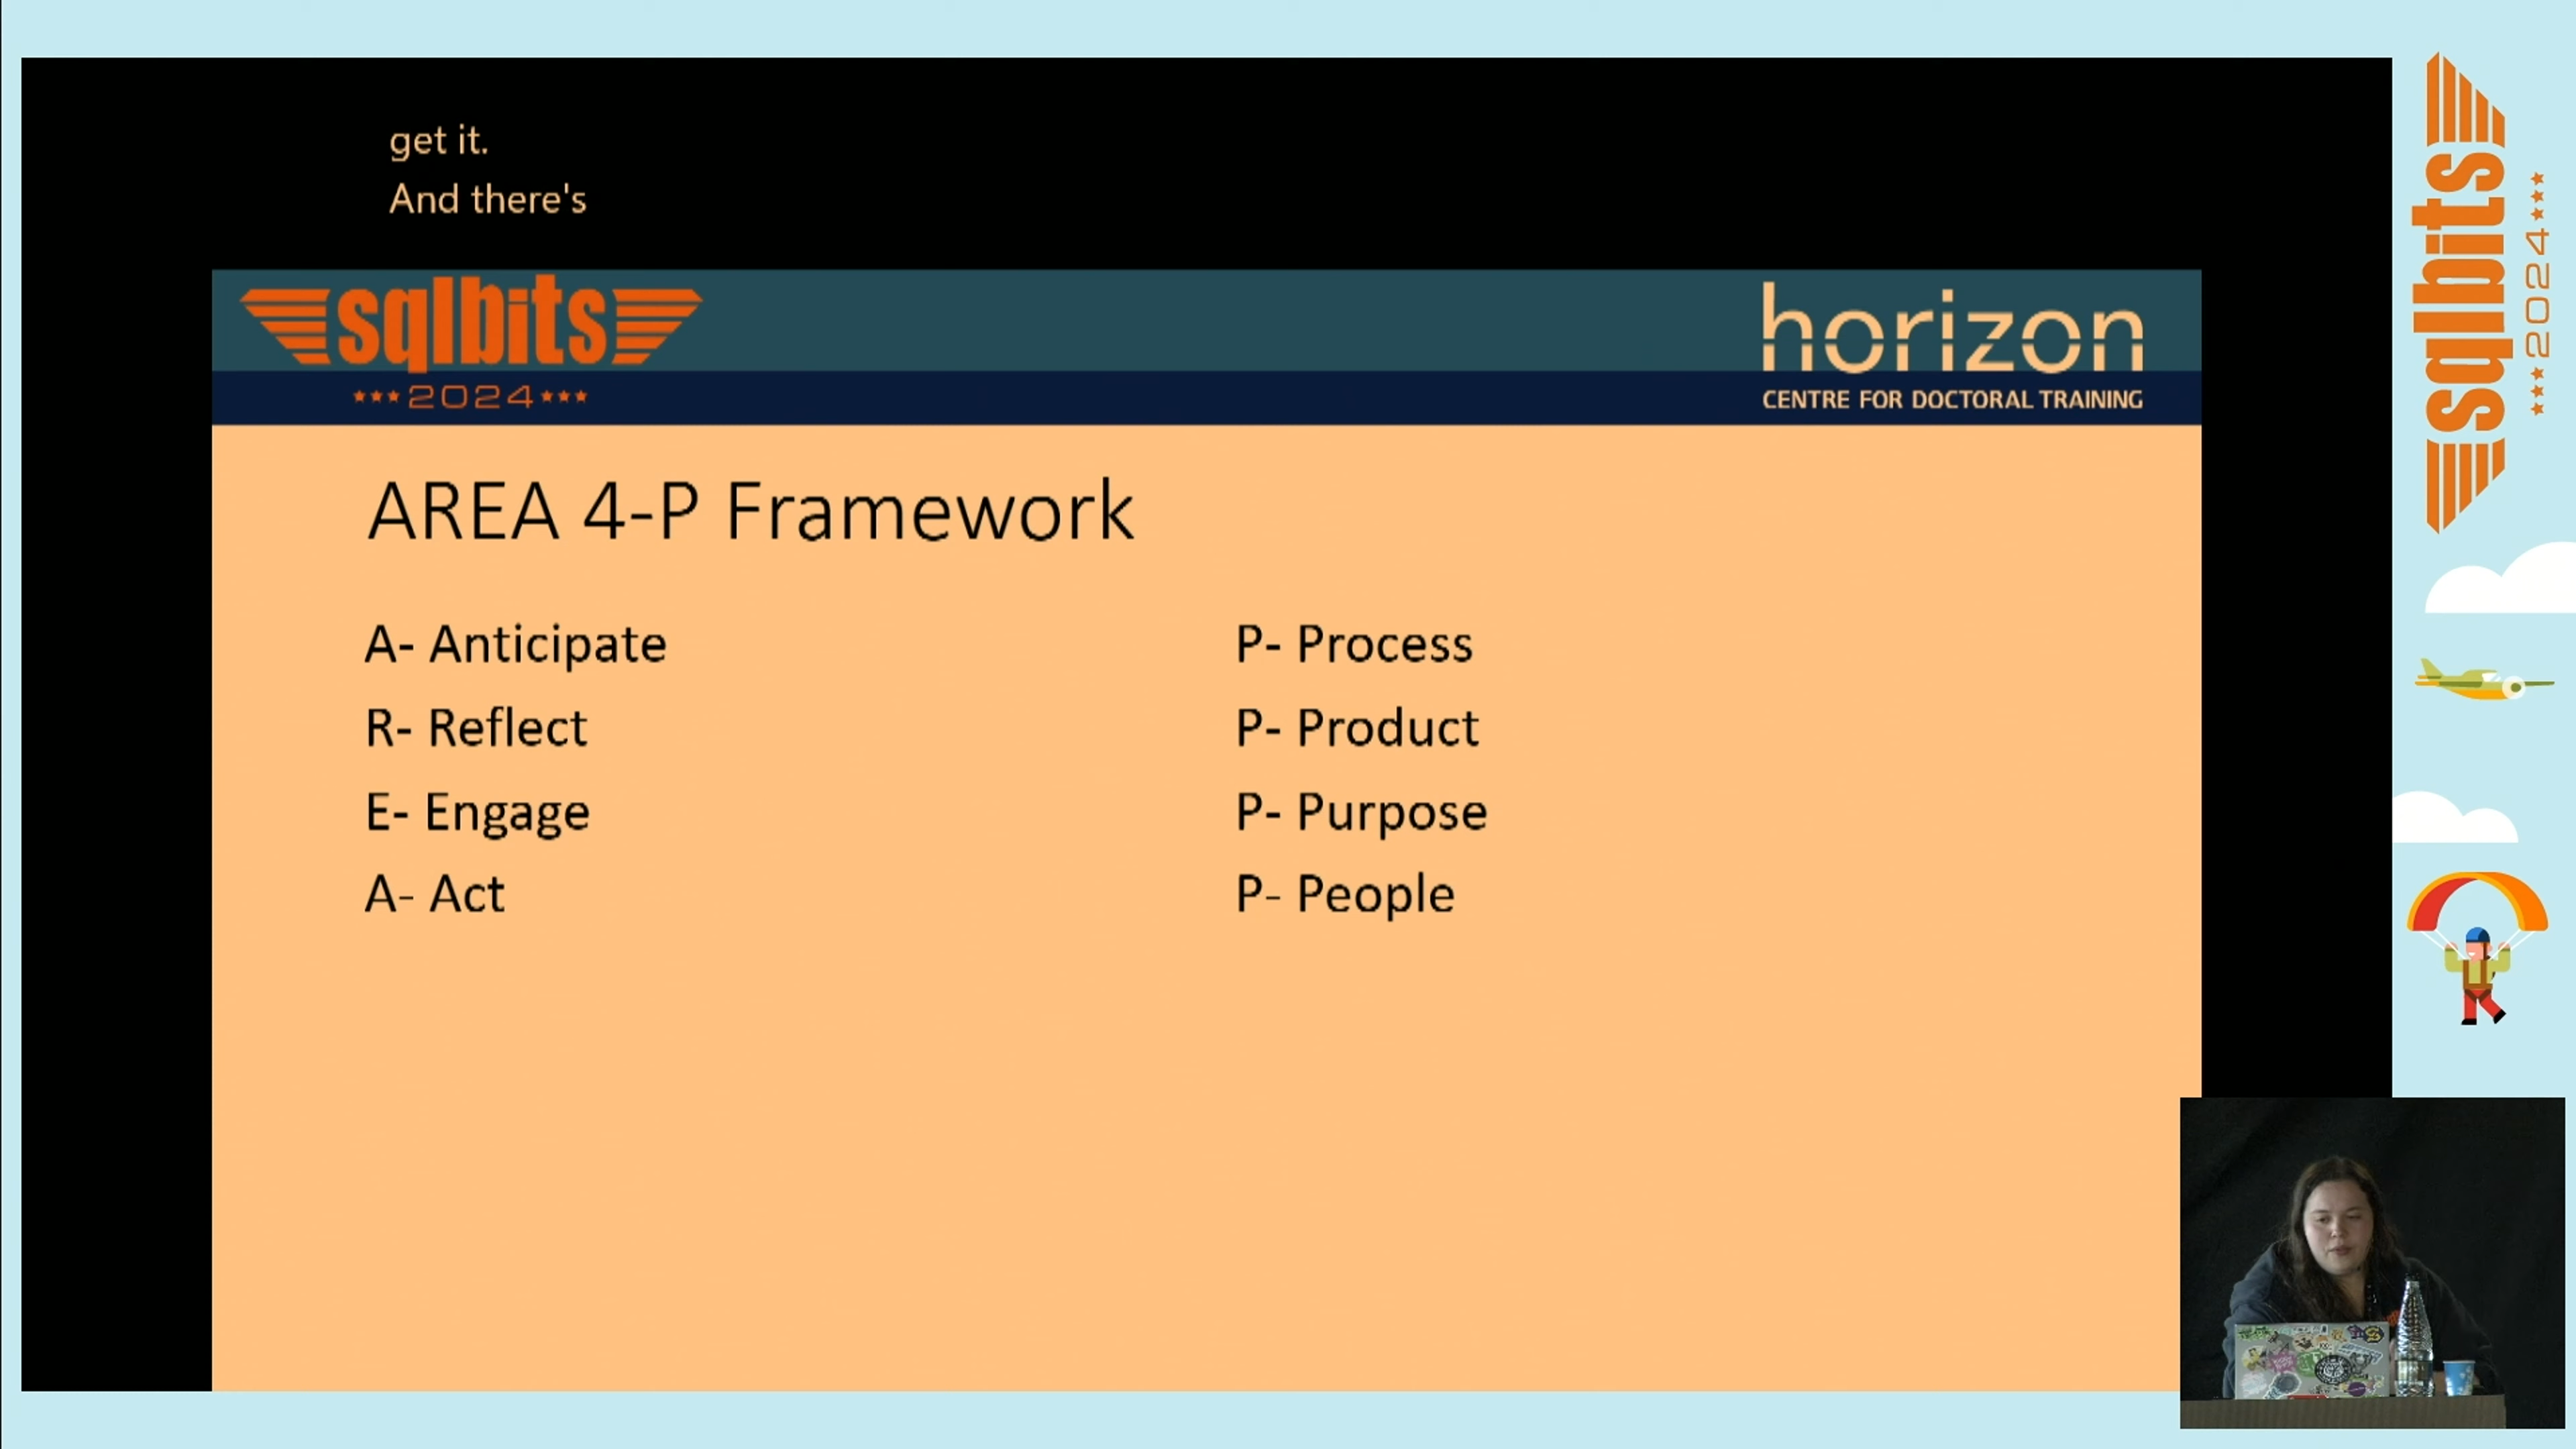 get it.
And there's
sqlbits
2024
horizon
CENTRE FOR DOCTORAL TRAINING
AREA 4-P Framework
A- Anticipate
R- Reflect
E- Engage
A- Act
P- Process
P- Product
P- Purpose
P- People
sqlbits
2024